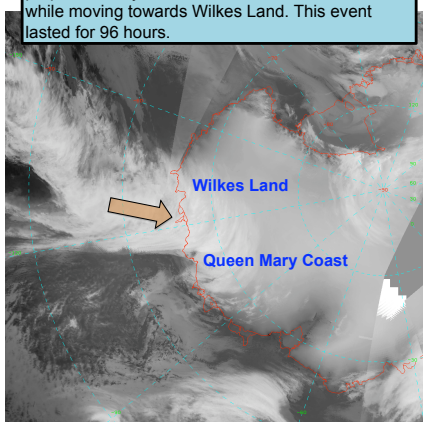 while moving towards Wilkes Land. This event
lasted for 96 hours.
Wilkes Land
Queen Mary Coast